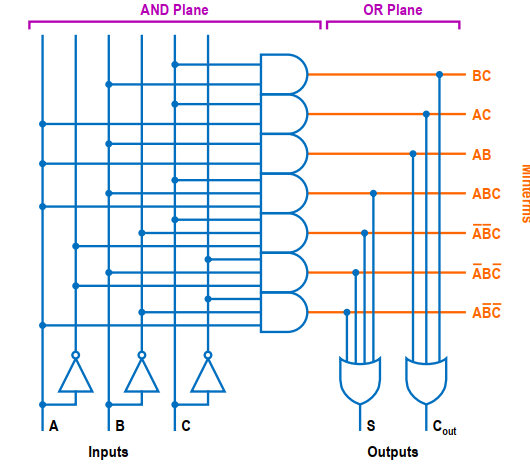 AND Plane OR Plane
BC
AC
AB
ABC
A̅B̅C
A̅BC̅
AB̅C̅
Minterms
A B C S Cout
Inputs Outputs